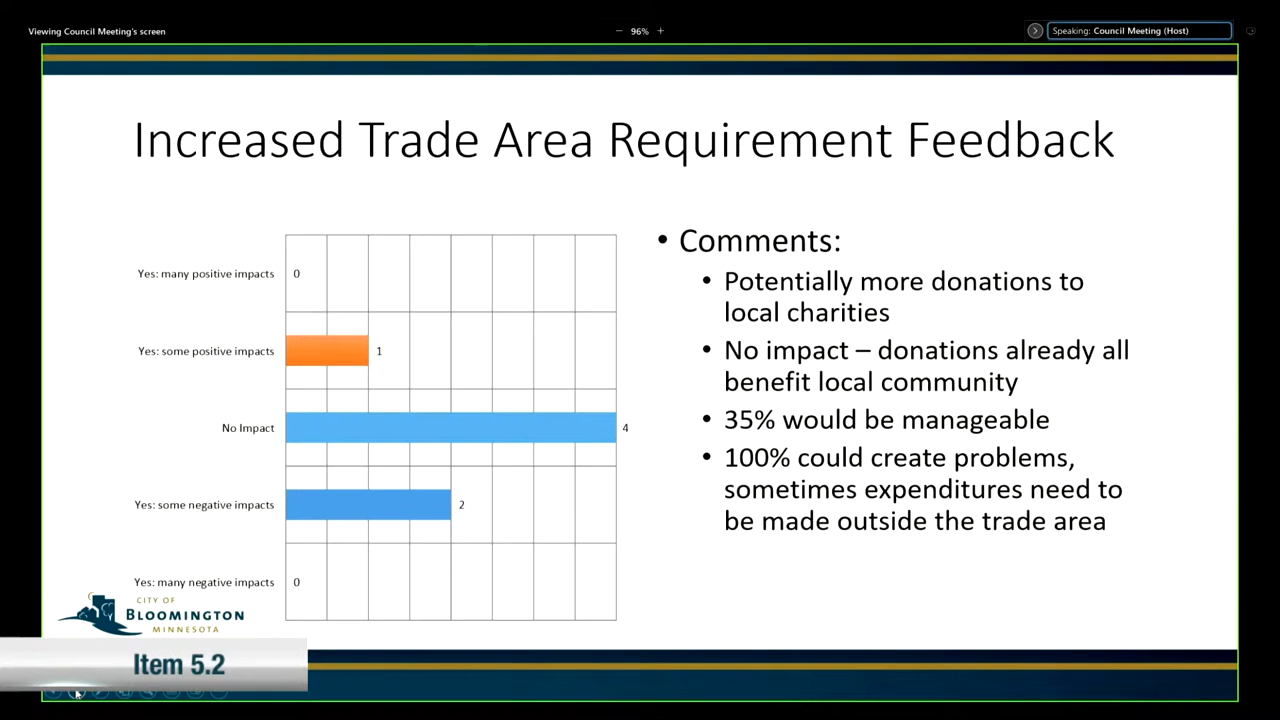 Viewing Council Meeting's screen
96%
Speaking: Council Meeting (Host)
Increased Trade Area Requirement Feedback
Yes: many positive impacts 0
Yes: some positive impacts 1
No Impact 4
Yes: some negative impacts 2
Yes: many negative impacts 0
• Comments:
• Potentially more donations to
local charities
• No impact – donations already all
benefit local community
• 35% would be manageable
• 100% could create problems,
sometimes expenditures need to
be made outside the trade area
CITY OF
BLOOMINGTON
MINNESOTA
Item 5.2